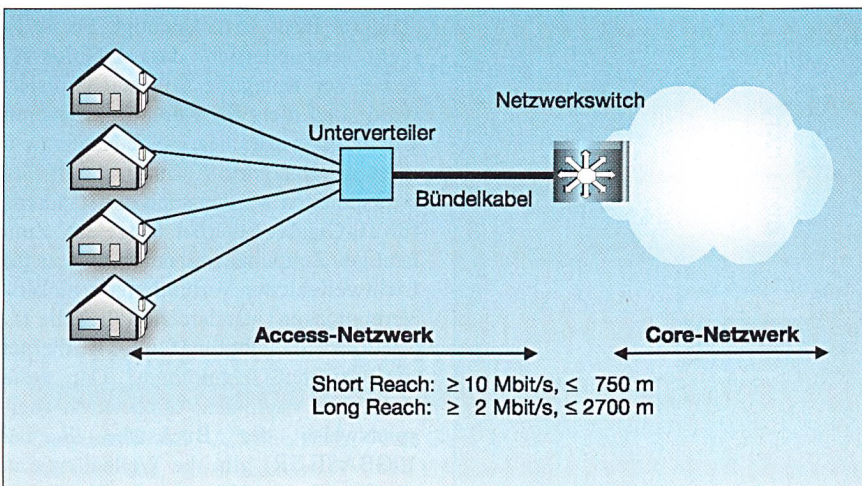 Netzwerkswitch
Unterverteiler
Bündelkabel
Access-Netzwerk
Core-Netzwerk
Short Reach: ≥ 10 Mbit/s, ≤ 750 m
Long Reach: ≥ 2 Mbit/s, ≤ 2700 m